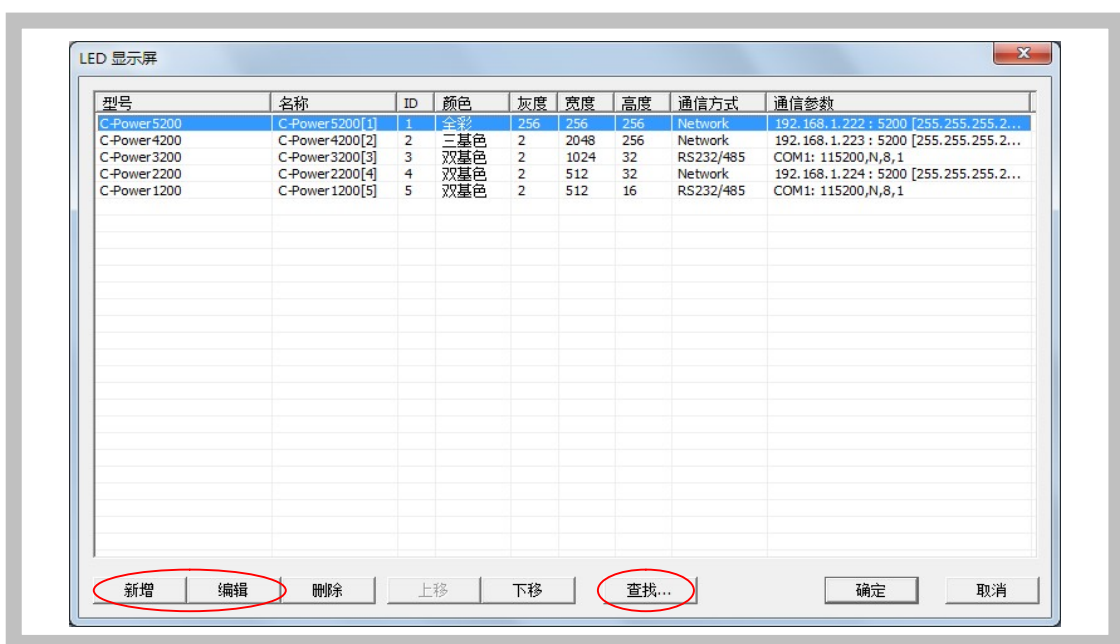 LED 显示屏
型号 名称 ID 颜色 灰度 宽度 高度 通信方式 通信参数
C-Power5200 C-Power5200[1] 1 全彩 256 256 256 Network 192.168.1.222 : 5200 [255.255.255.2...
C-Power4200 C-Power4200[2] 2 三基色 2 2048 256 Network 192.168.1.223 : 5200 [255.255.255.2...
C-Power3200 C-Power3200[3] 3 双基色 2 1024 32 RS232/485 COM1: 115200,N,8,1
C-Power2200 C-Power2200[4] 4 双基色 2 512 32 Network 192.168.1.224 : 5200 [255.255.255.2...
C-Power1200 C-Power1200[5] 5 双基色 2 512 16 RS232/485 COM1: 115200,N,8,1
新增 编辑 删除 上移 下移 查找... 确定 取消